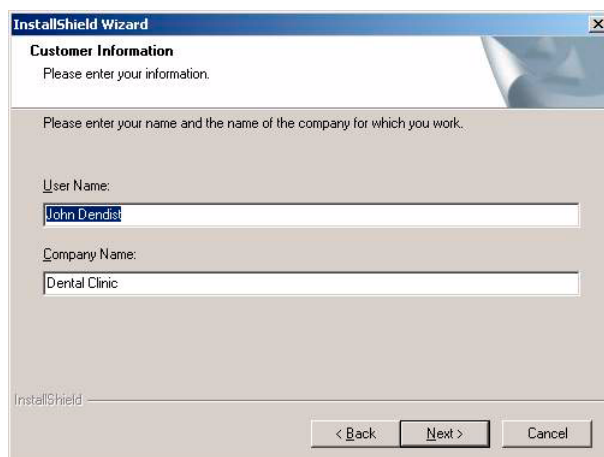 InstallShield Wizard
Customer Information
Please enter your information.
Please enter your name and the name of the company for which you work.
User Name:
John Dendist
Company Name:
Dental Clinic
InstallShield
< Back Next > Cancel